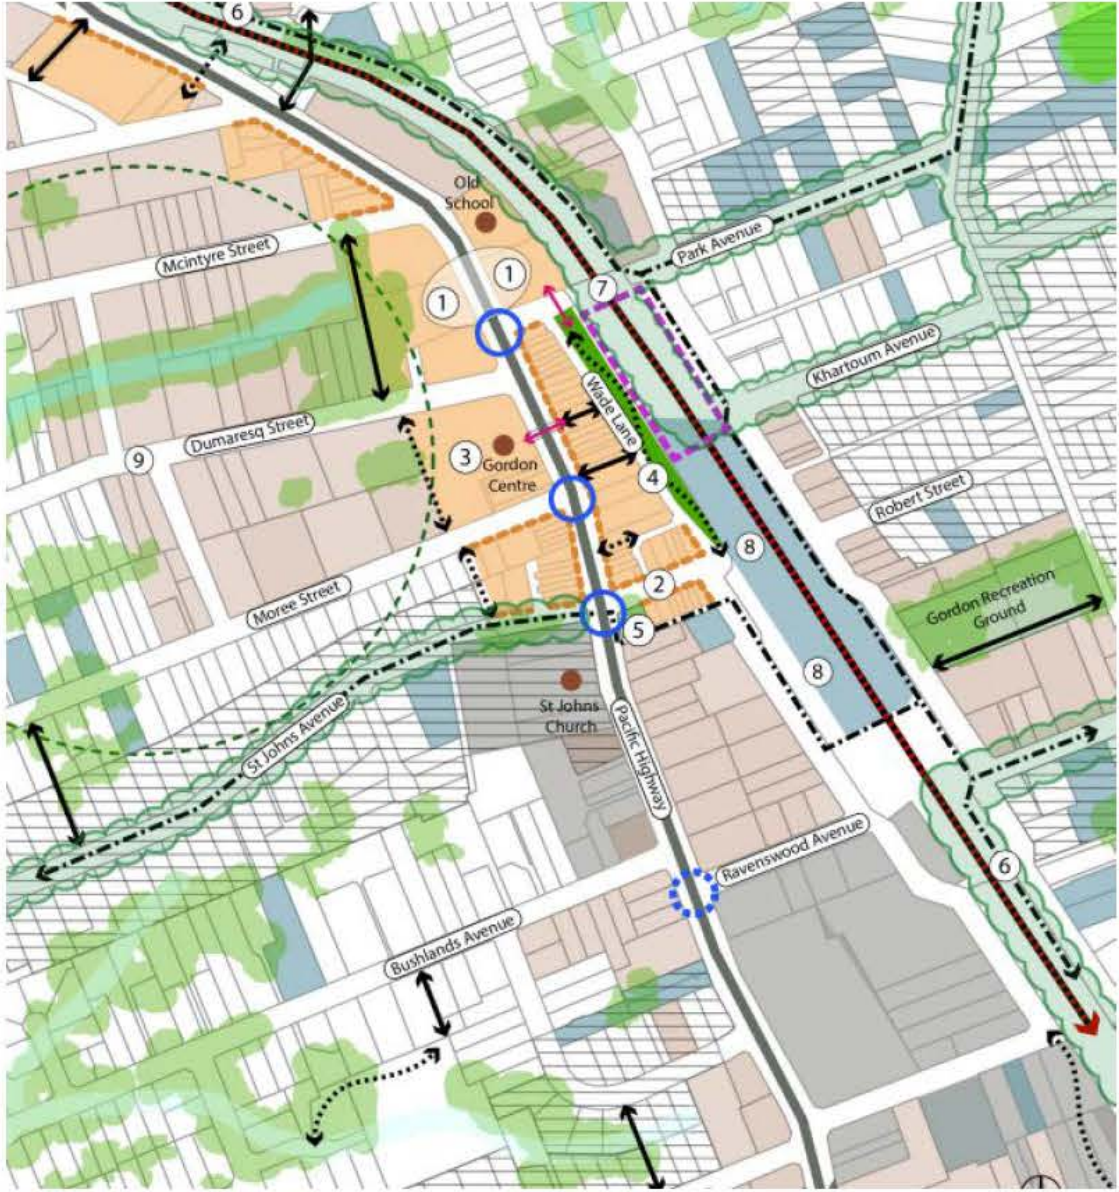 6
Old
School
Mcintyre Street
Park Avenue
1
1
7
Khartoum Avenue
Wade Lane
Dumaresq Street
9
3
Gordon
Centre
4
Robert Street
8
2
Moree Street
Gordon Recreation
Ground
5
8
St Johns
Church
St Johns Avenue
Pacific Highway
Ravenswood Avenue
6
Bushlands Avenue